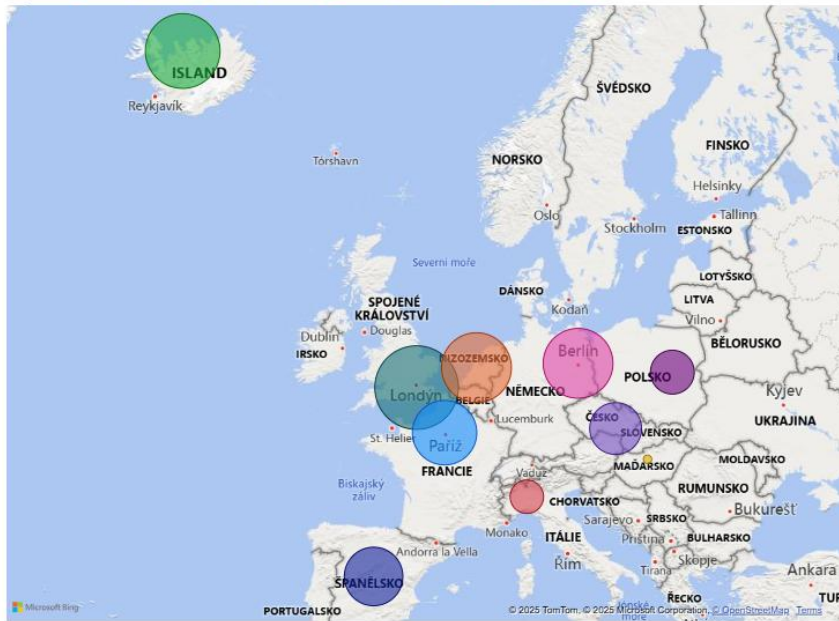 ISLAND
Reykjavík
ŠVÉDSKO
FINSKO
NORSKO
Tórshavn
Helsinky
Oslo
Tallinn
Stockholm
ESTONSKO
Severní moře
LOTYŠSKO
DÁNSKO
LITVA
SPOJENÉ
KRÁLOVSTVÍ
Kodaň
Vilno
Dublin
Douglas
BĚLORUSKO
IRSKO
NIZOZEMSKO
Berlín
POLSKO
Londýn
NĚMECKO
BELGIE
Kyjev
ČESKO
UKRAJINA
Lucemburk
St. Helier
SLOVENSKO
Paříž
FRANCIE
Vaduz
MAĎARSKO
MOLDAVSKO
Biskajský
záliv
RUMUNSKO
CHORVATSKO
Bukurešť
Sarajevo
SRBSKO
Monako
ITÁLIE
Priština
BULHARSKO
Andorra la Vella
Řím
Skopje
Tirana
Ankara
ŠPANĚLSKO
ŘECKO
TUR
PORTUGALSKO
Jónské
moře
Microsoft Bing
© 2025 TomTom, © 2025 Microsoft Corporation, © OpenStreetMap Terms